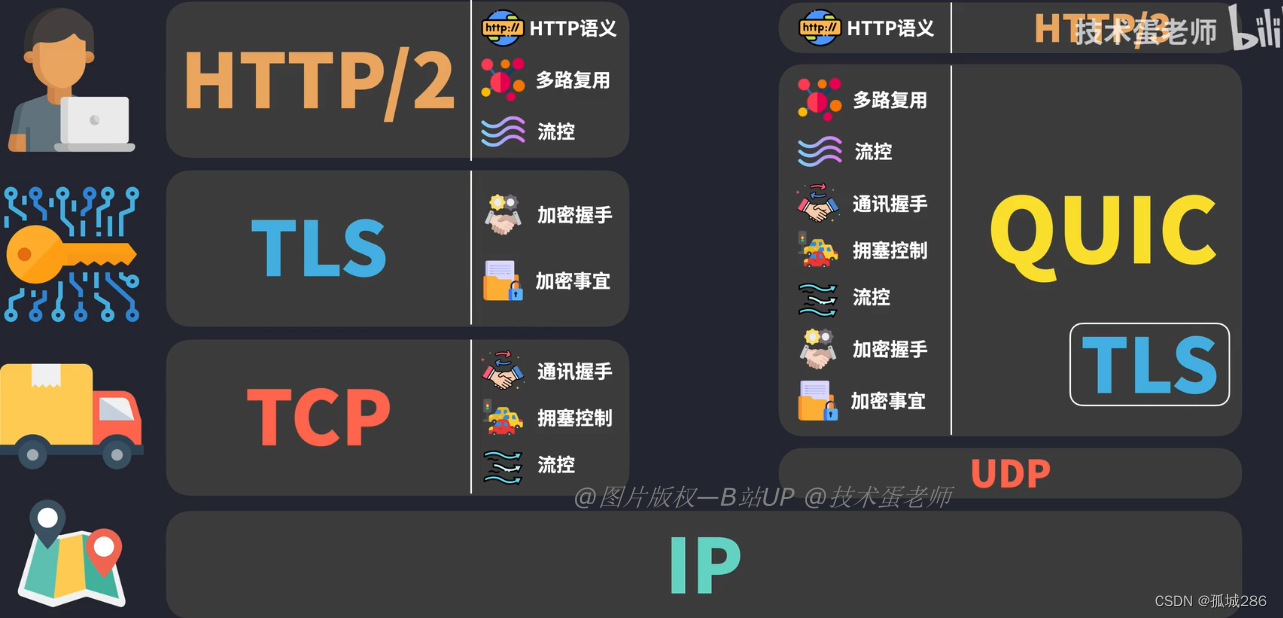 HTTP/2
http:// HTTP语义
多路复用
流控
TLS
加密握手
加密事宜
TCP
通讯握手
拥塞控制
流控
http:// HTTP语义
HTTP/3
技术蛋老师 bili
多路复用
流控
通讯握手
拥塞控制
流控
加密握手
加密事宜
QUIC
TLS
UDP
@图片版权—B站UP @技术蛋老师
IP
CSDN @孤城286